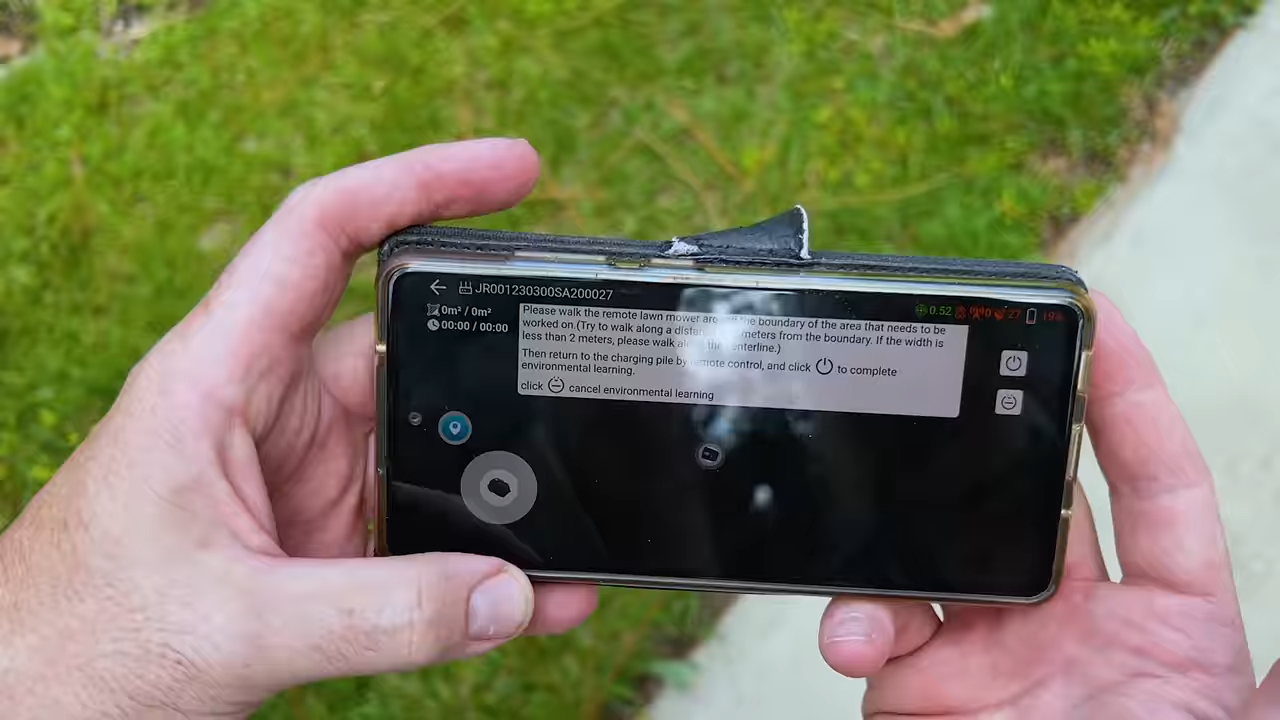 JR001230300SA200027
0m² / 0m²
00:00 / 00:00
0.52
27
19%
Please walk the remote lawn mower the boundary of the area that needs to be
worked on.(Try to walk along a meters from the boundary. If the width is
less than 2 meters, please walk the centerline.)
Then return to the charging pile by remote control, and click to complete
environmental learning.
click cancel environmental learning